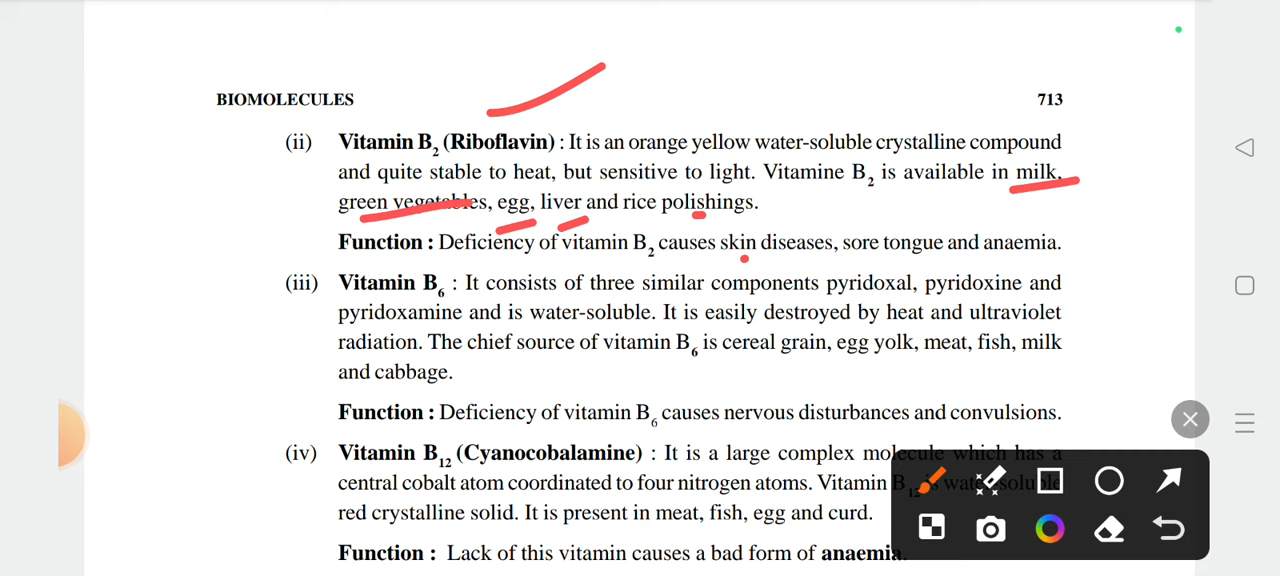 BIOMOLECULES 713
(ii) Vitamin B2 (Riboflavin) : It is an orange yellow water-soluble crystalline compound
and quite stable to heat, but sensitive to light. Vitamine B2 is available in milk,
green vegetables, egg, liver and rice polishings.
Function : Deficiency of vitamin B2 causes skin diseases, sore tongue and anaemia.
(iii) Vitamin B6 : It consists of three similar components pyridoxal, pyridoxine and
pyridoxamine and is water-soluble. It is easily destroyed by heat and ultraviolet
radiation. The chief source of vitamin B6 is cereal grain, egg yolk, meat, fish, milk
and cabbage.
Function : Deficiency of vitamin B6 causes nervous disturbances and convulsions.
(iv) Vitamin B12 (Cyanocobalamine) : It is a large complex molecule which has a
central cobalt atom coordinated to four nitrogen atoms. Vitamin B12 is water-soluble
red crystalline solid. It is present in meat, fish, egg and curd.
Function : Lack of this vitamin causes a bad form of anaemia.